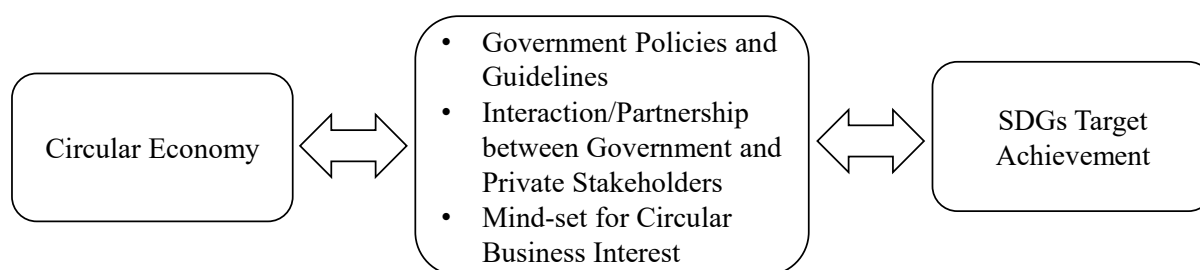 Circular Economy
• Government Policies and
Guidelines
• Interaction/Partnership
between Government and
Private Stakeholders
• Mind-set for Circular
Business Interest
SDGs Target
Achievement